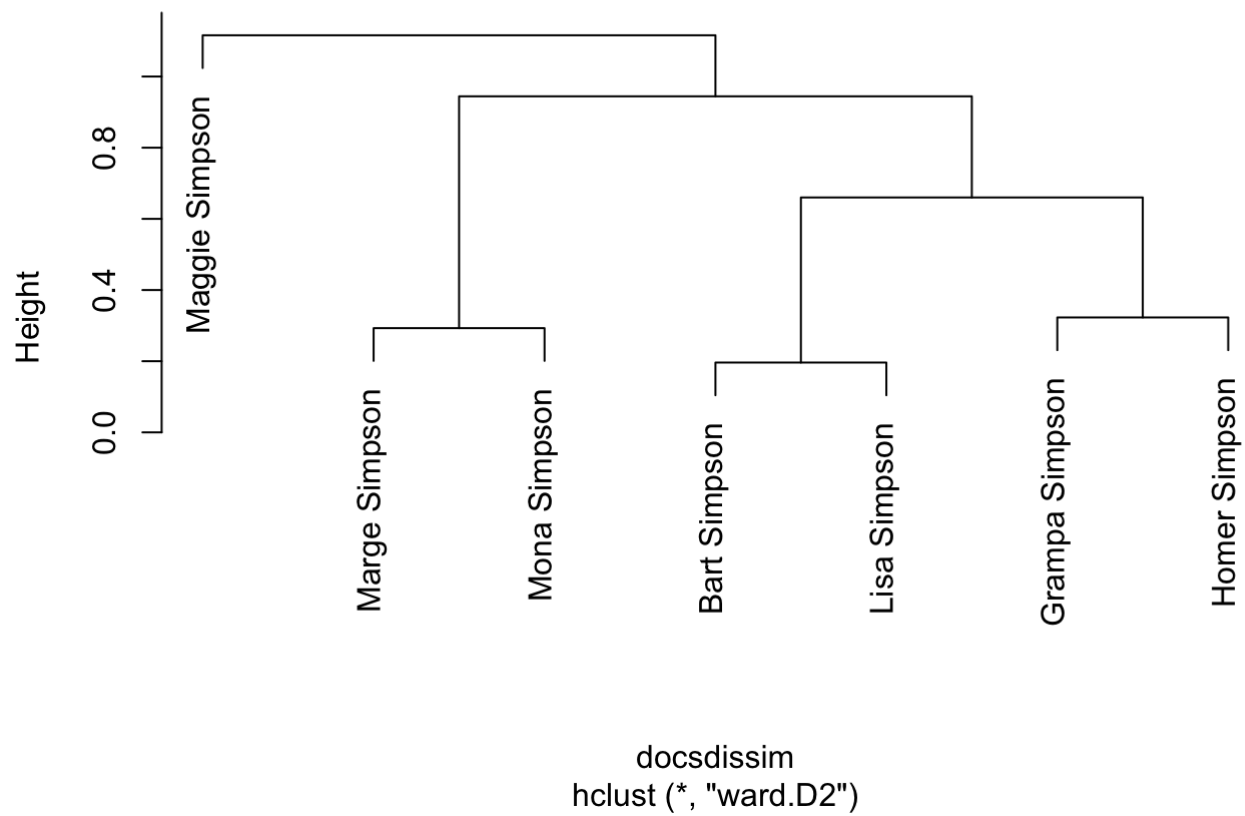 Height
0.0
0.4
0.8
Maggie Simpson
Marge Simpson
Mona Simpson
Bart Simpson
Lisa Simpson
Grampa Simpson
Homer Simpson
docsdissim
hclust (*, "ward.D2")